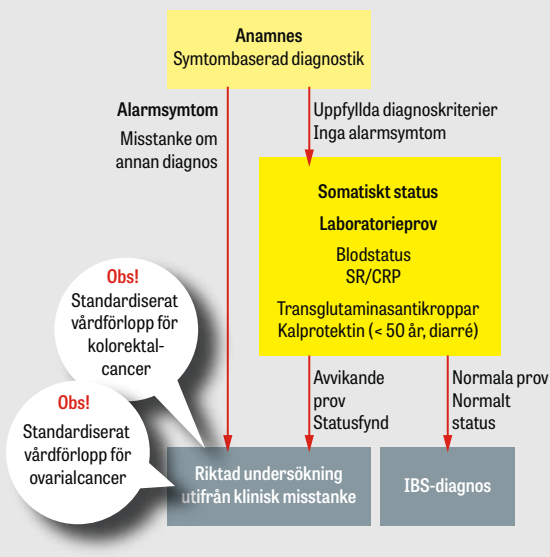 Anamnes
Symtombaserad diagnostik
Alarmsymtom
Misstanke om
annan diagnos
Uppfyllda diagnoskriterier
Inga alarmsymtom
Somatiskt status
Laboratorieprov
Blodstatus
SR/CRP
Transglutaminasantikroppar
Kalprotektin (< 50 år, diarré)
Obs!
Standardiserat
vårdförlopp för
kolorektal-
cancer
Obs!
Standardiserat
vårdförlopp för
ovarialcancer
Avvikande
prov
Statusfynd
Normala prov
Normalt
status
Riktad undersökning
utifrån klinisk misstanke
IBS-diagnos